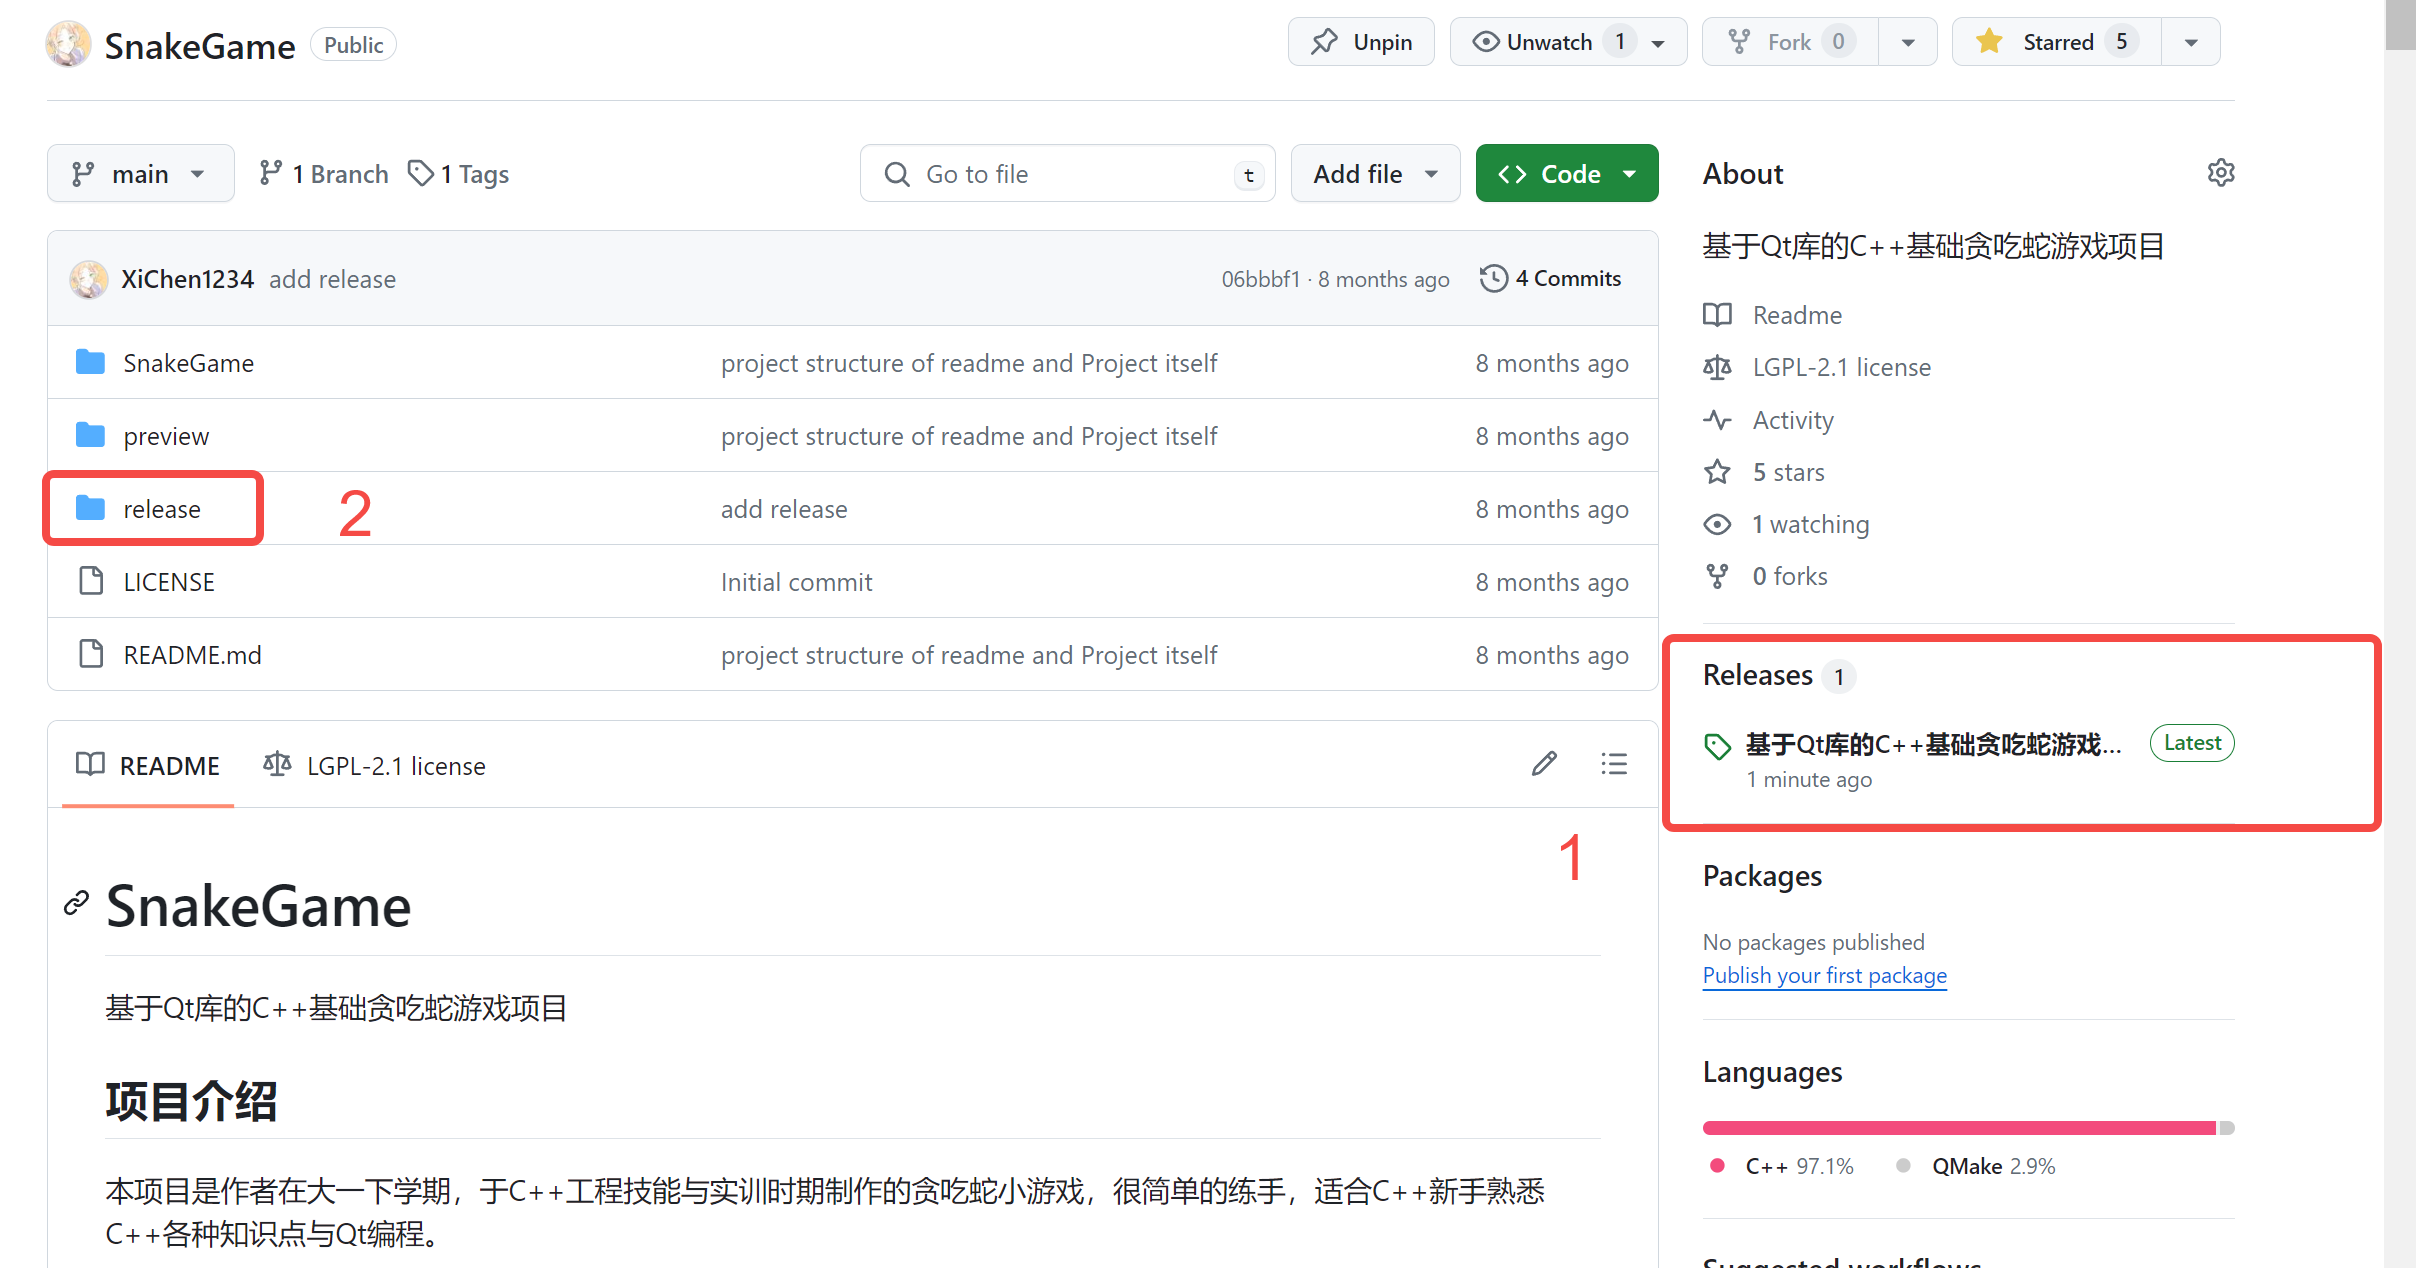 SnakeGame Public
Unpin
Unwatch 1
Fork 0
Starred 5
main
1 Branch
1 Tags
Go to file t
Add file
<> Code
XiChen1234 add release
06bbbf1 · 8 months ago
4 Commits
SnakeGame project structure of readme and Project itself 8 months ago
preview project structure of readme and Project itself 8 months ago
release 2 add release 8 months ago
LICENSE Initial commit 8 months ago
README.md project structure of readme and Project itself 8 months ago
README
LGPL-2.1 license
1
SnakeGame
基于Qt库的C++基础贪吃蛇游戏项目
项目介绍
本项目是作者在大一下学期，于C++工程技能与实训时期制作的贪吃蛇小游戏，很简单的练手，适合C++新手熟悉
C++各种知识点与Qt编程。
About
基于Qt库的C++基础贪吃蛇游戏项目
Readme
LGPL-2.1 license
Activity
5 stars
1 watching
0 forks
Releases 1
基于Qt库的C++基础贪吃蛇游戏... Latest
1 minute ago
Packages
No packages published
Publish your first package
Languages
C++ 97.1% QMake 2.9%
Suggested workflows